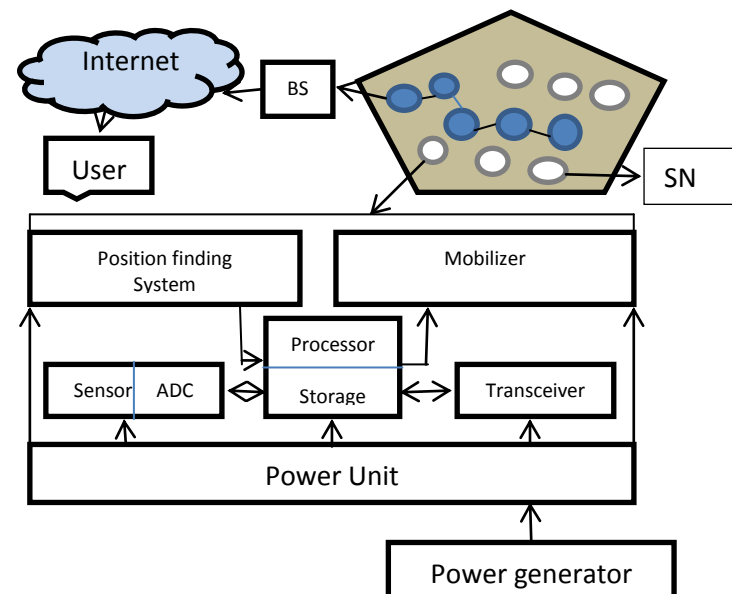 Internet
BS
User
SN
Position finding
System
Mobilizer
Processor
Sensor ADC
Storage
Transceiver
Power Unit
Power generator